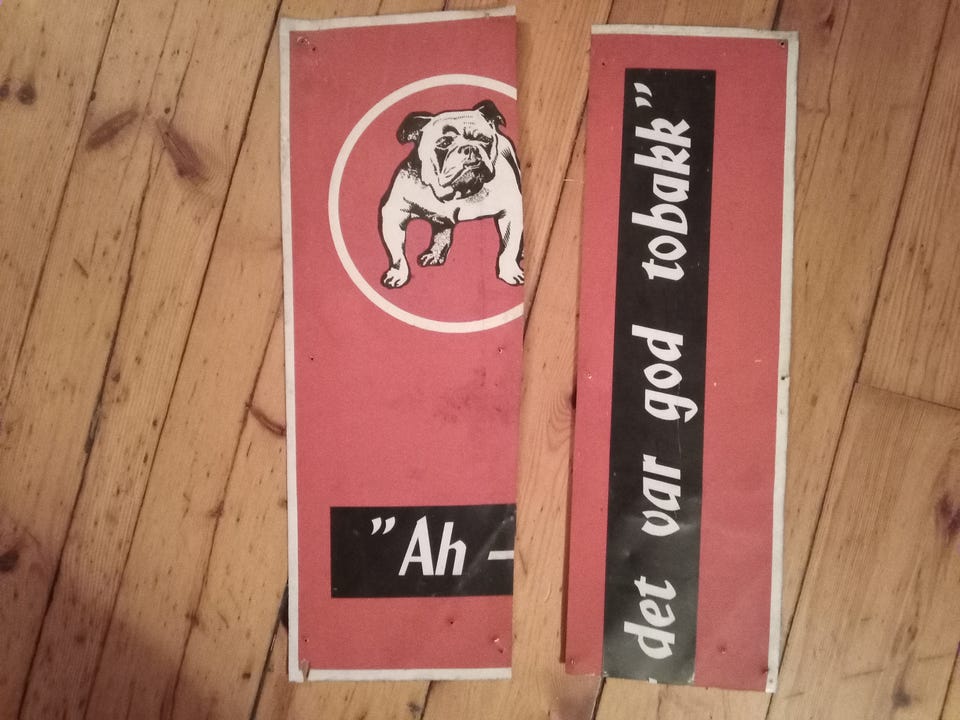 ”Ah –
det var god tobakk”